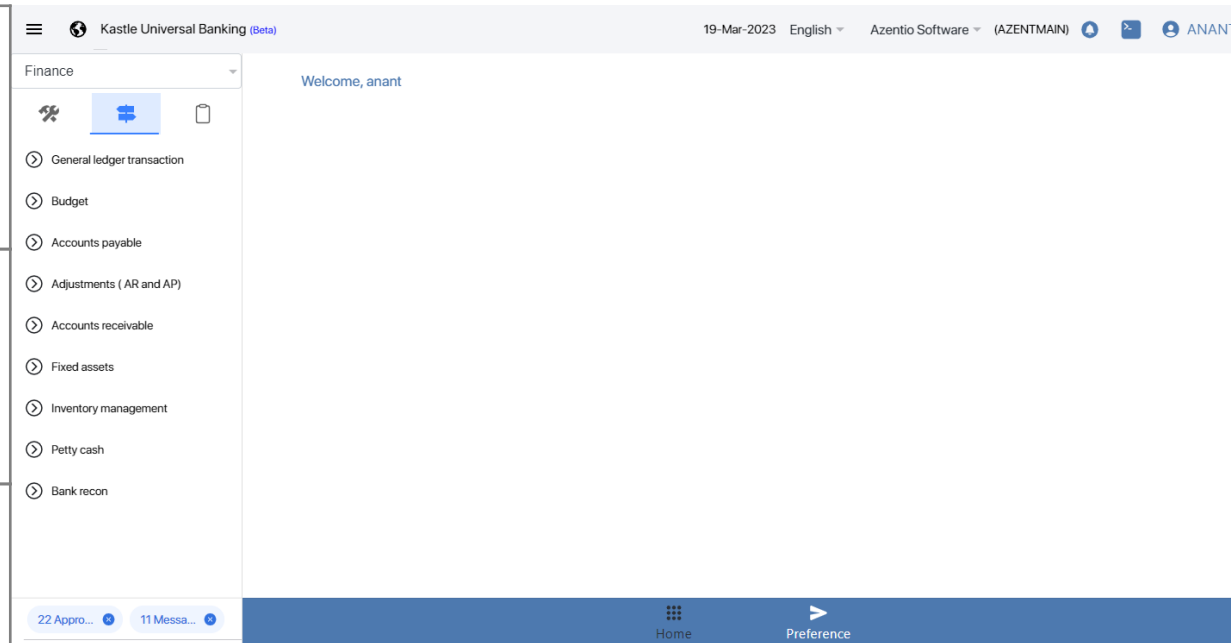 Kastle Universal Banking (Beta)
19-Mar-2023 English Azentio Software (AZENTMAIN) ANANT
Finance
Welcome, anant
General ledger transaction
Budget
Accounts payable
Adjustments ( AR and AP)
Accounts receivable
Fixed assets
Inventory management
Petty cash
Bank recon
22 Appro... 11 Messa...
Home Preference